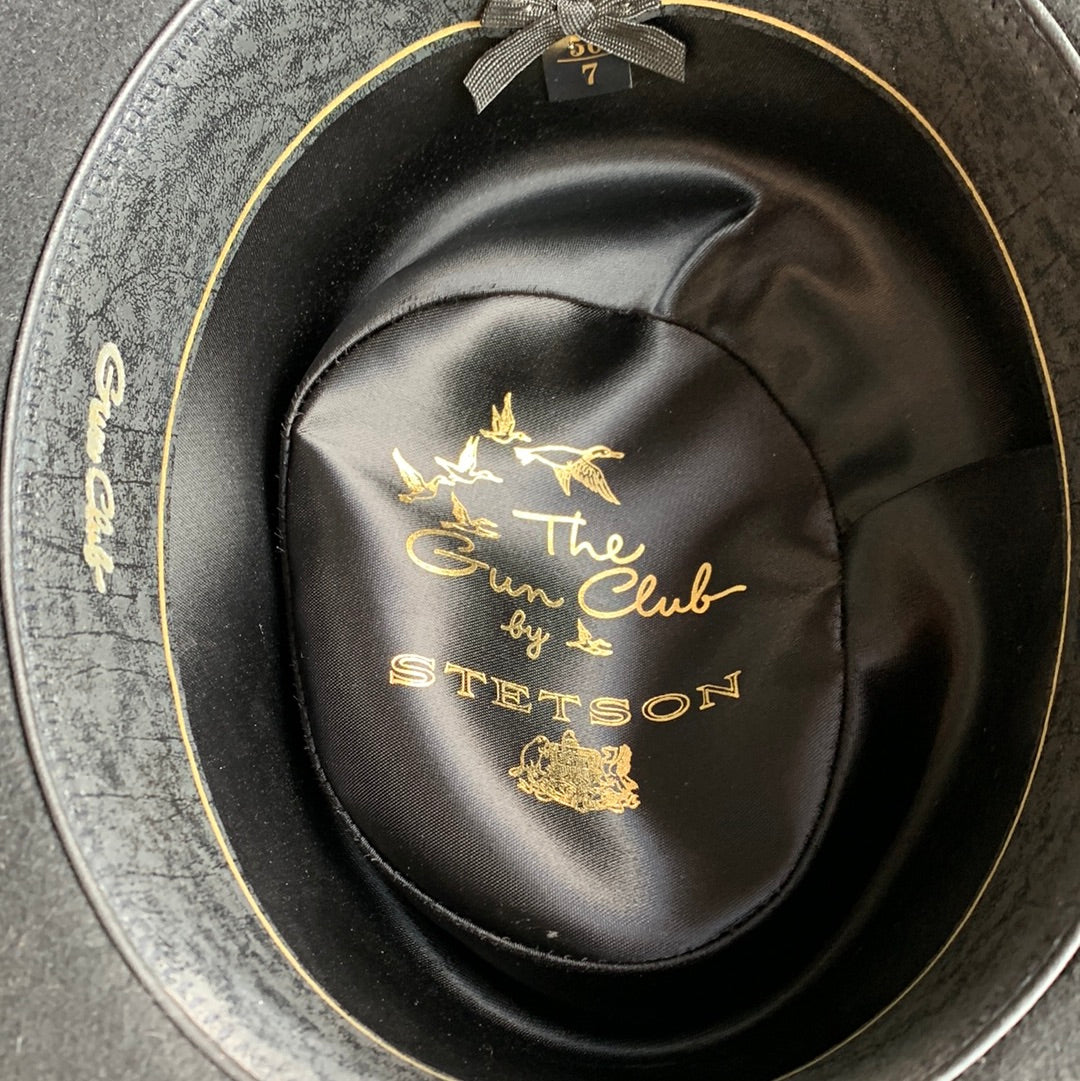 56
7
Gun Club
The
Gun Club
by
STETSON